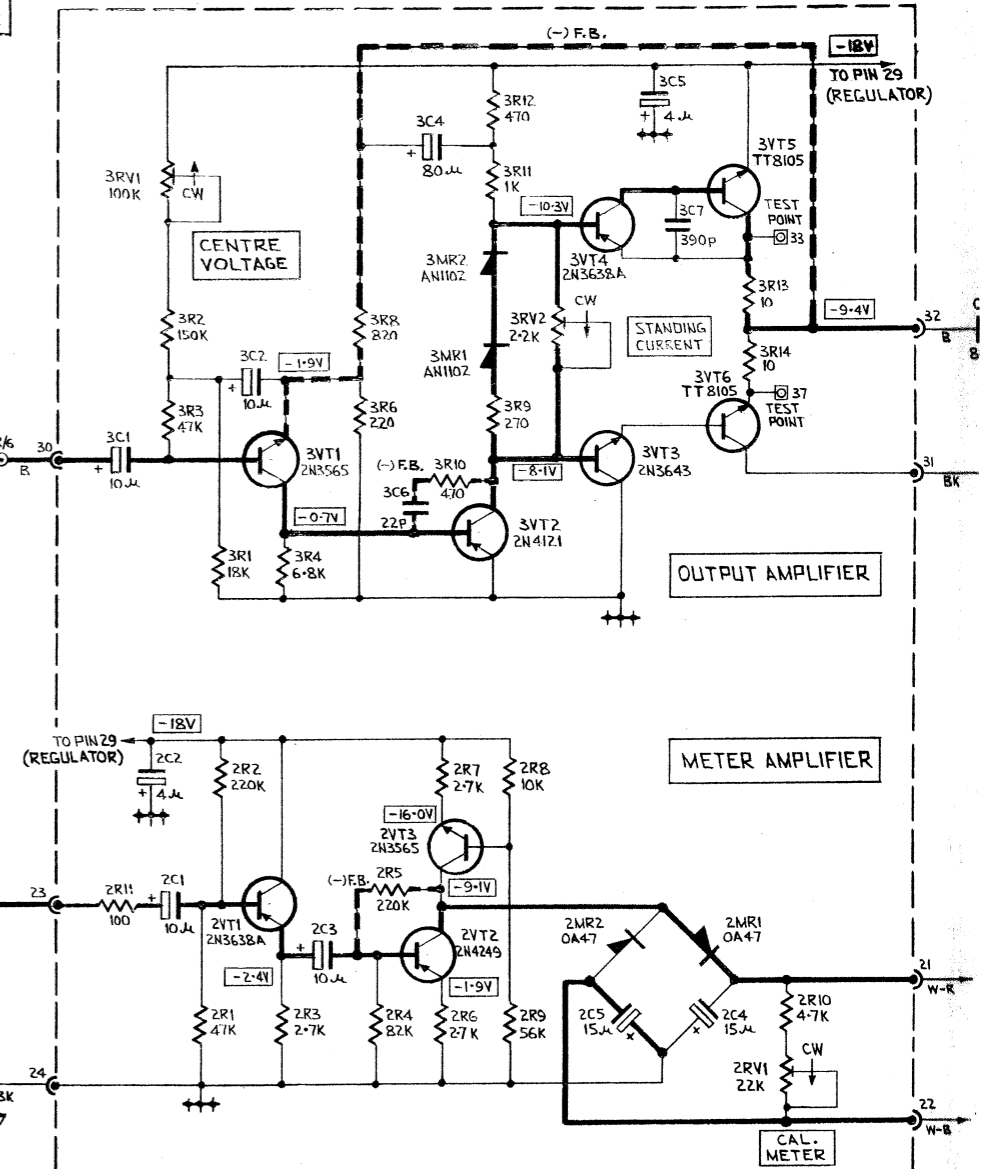 (-) F.B.
-18V
TO PIN 29
(REGULATOR)
3C5
+ 4µ
3R12
470
3C4
+
80µ
3RV1
100K
CW
3R11
1K
3VT5
TT8105
-10.3V
TEST
POINT
33
3C7
390p
CENTRE
VOLTAGE
3MR2
AN1102
3VT4
2N3638A
3R13
10
CW
-9.4V
32
B
3R2
150K
3R8
820
3RV2
2.2K
STANDING
CURRENT
3C2
+
10µ
-1.9V
3MR1
AN1102
3R14
10
3VT6
TT8105
37
TEST
POINT
3R3
47K
3R6
220
3R9
270
30
B
3C1
+
10µ
3VT1
2N3565
(-) F.B.
3R10
470
-8.1V
3VT3
2N3643
31
BK
3C6
22P
-0.7V
3VT2
2N4121
3R1
18K
3R4
6.8K
OUTPUT AMPLIFIER
-18V
TO PIN 29
(REGULATOR)
2C2
+ 4µ
2R2
220K
2R7
2.7K
2R8
10K
METER AMPLIFIER
-16.0V
2VT3
2N3565
(-)F.B.
2R5
220K
-9.1V
23
2R11
100
2C1
+
10µ
2VT1
2N3638A
2C3
+
10µ
2VT2
2N4249
2MR2
OA47
2MR1
OA47
-2.4V
-1.9V
21
W-R
2R1
47K
2R3
2.7K
2R4
82K
2R6
2.7K
2R9
56K
2C5
15µ
+
2C4
15µ
+
2R10
4.7K
CW
2RV1
22K
24
22
W-B
CAL.
METER